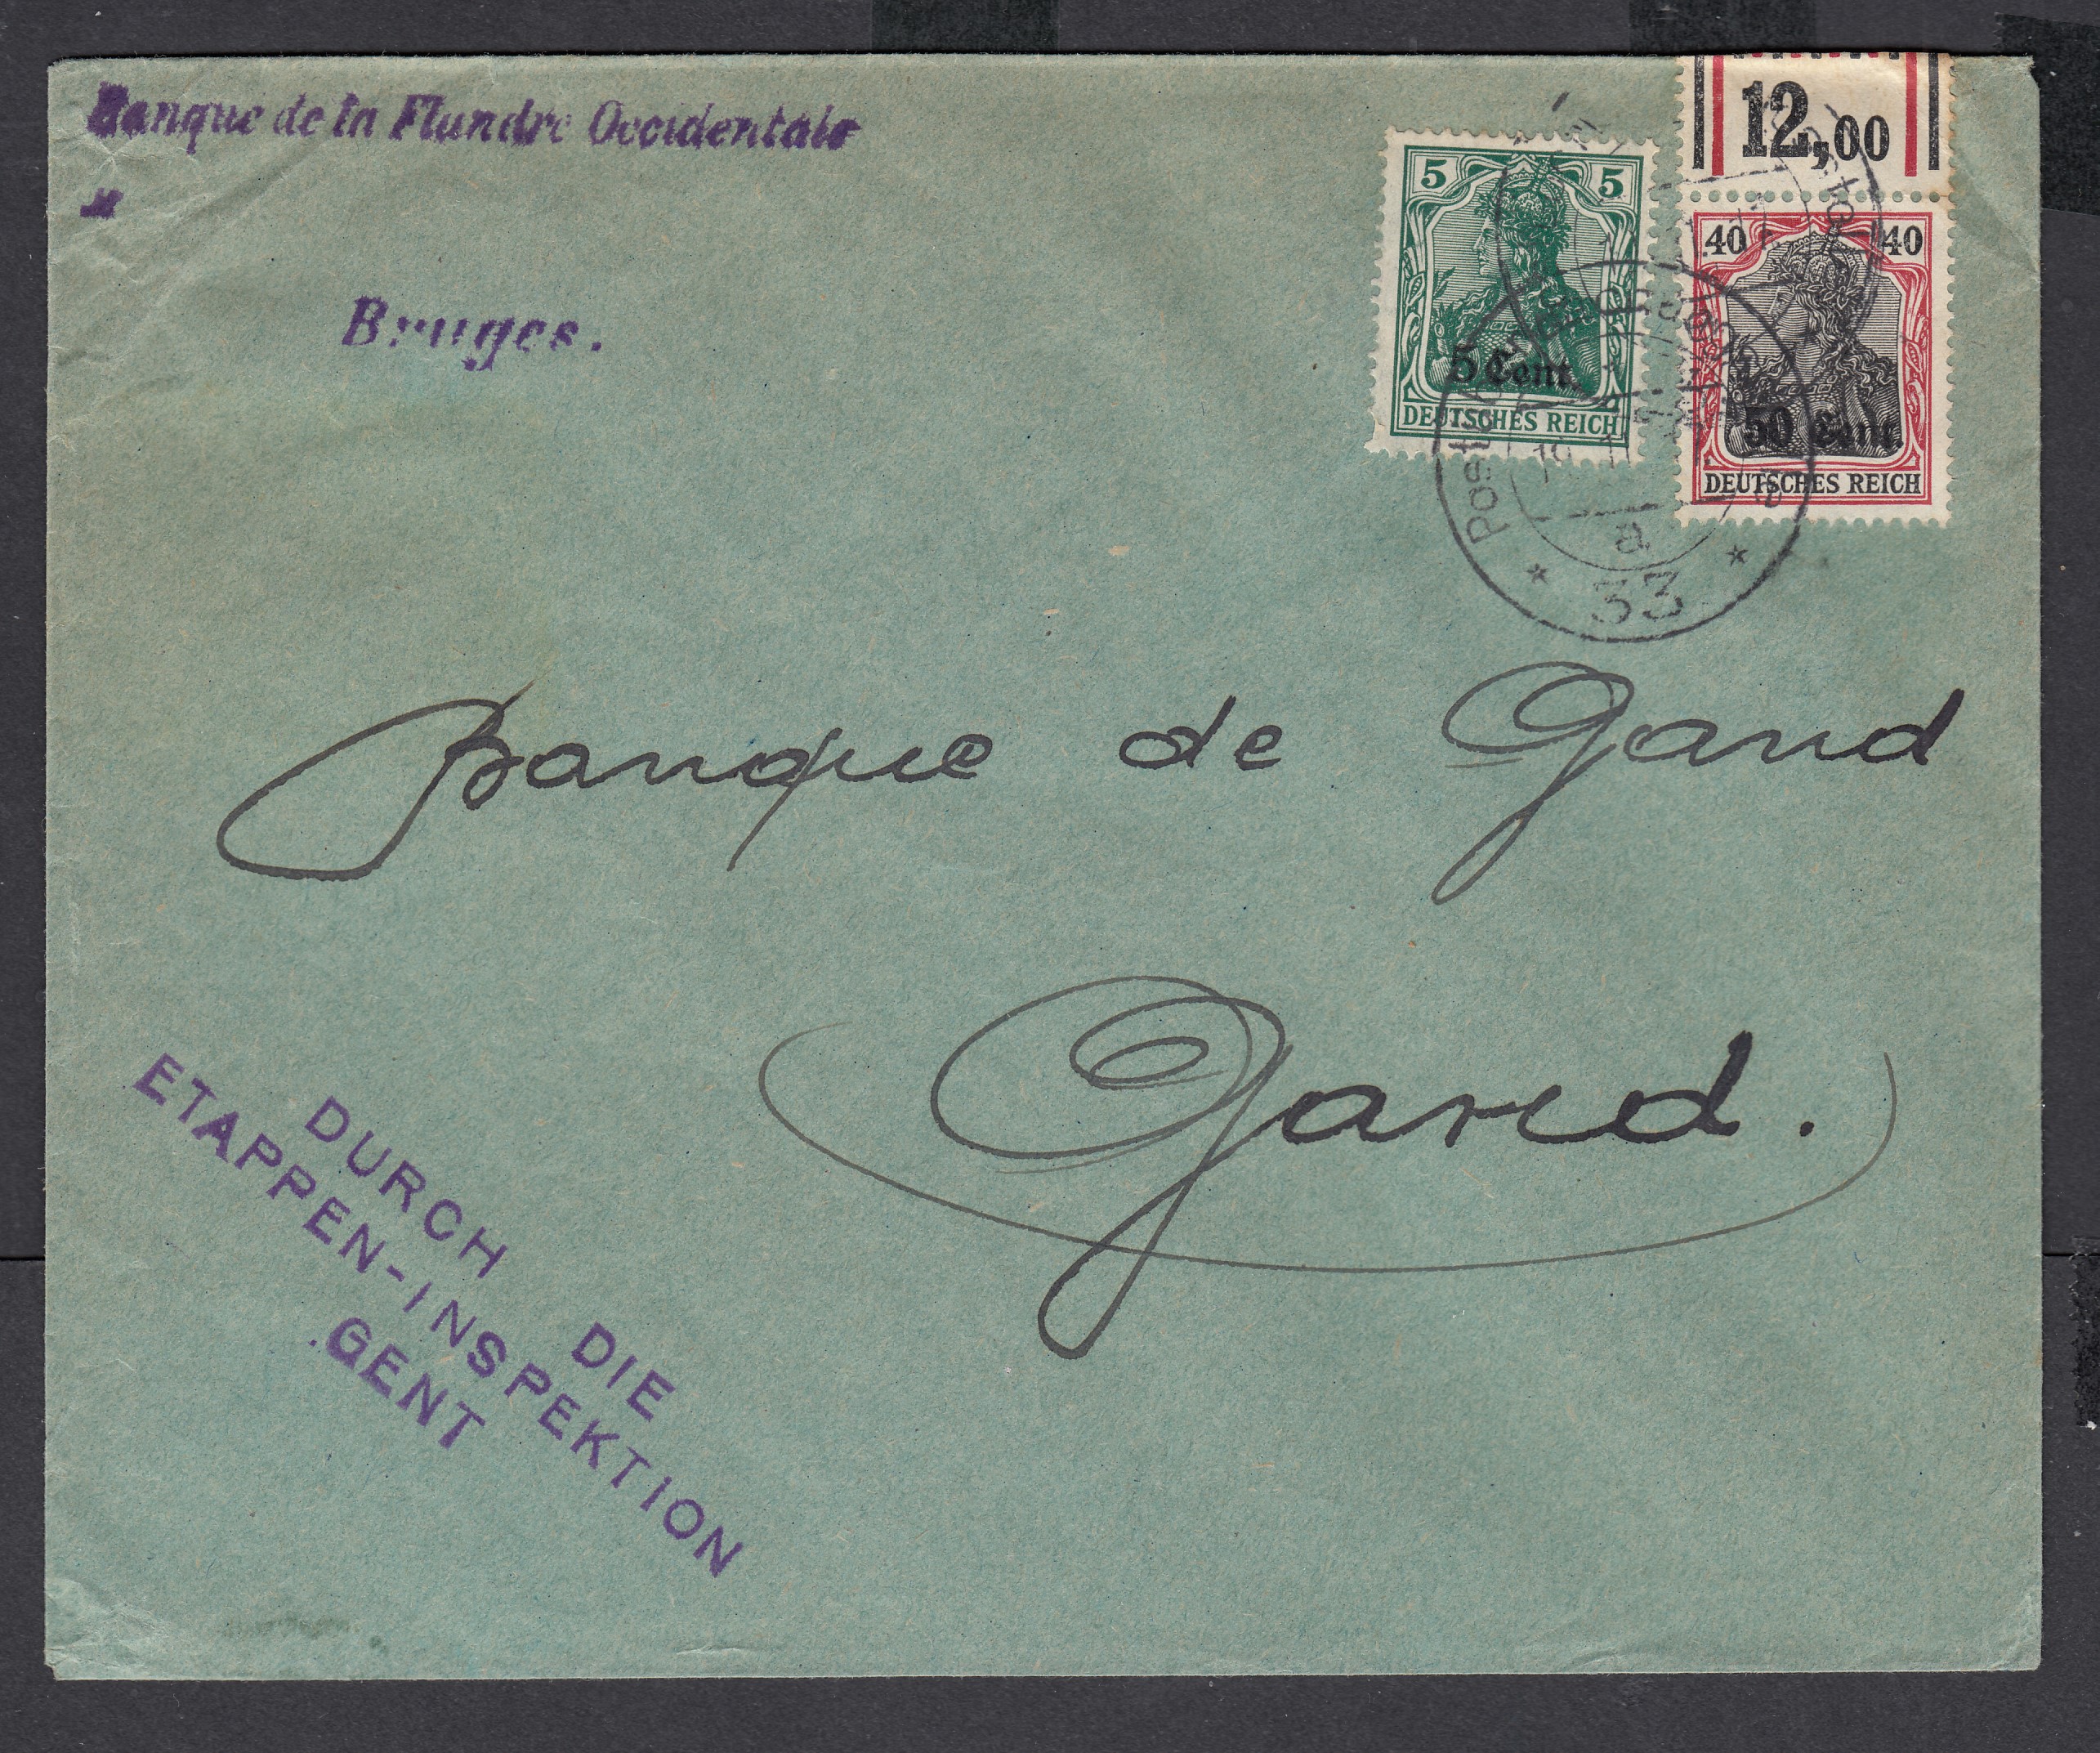 Banque de la Flandre Occidentale
Bruges.
12,00
5 5
5 Cent.
DEUTSCHES REICH
40 40
50 Cent.
DEUTSCHES REICH
a
* 33 *
Banque de Gand
Gand.
DURCH DIE
ETAPPEN-INSPEKTION
GENT